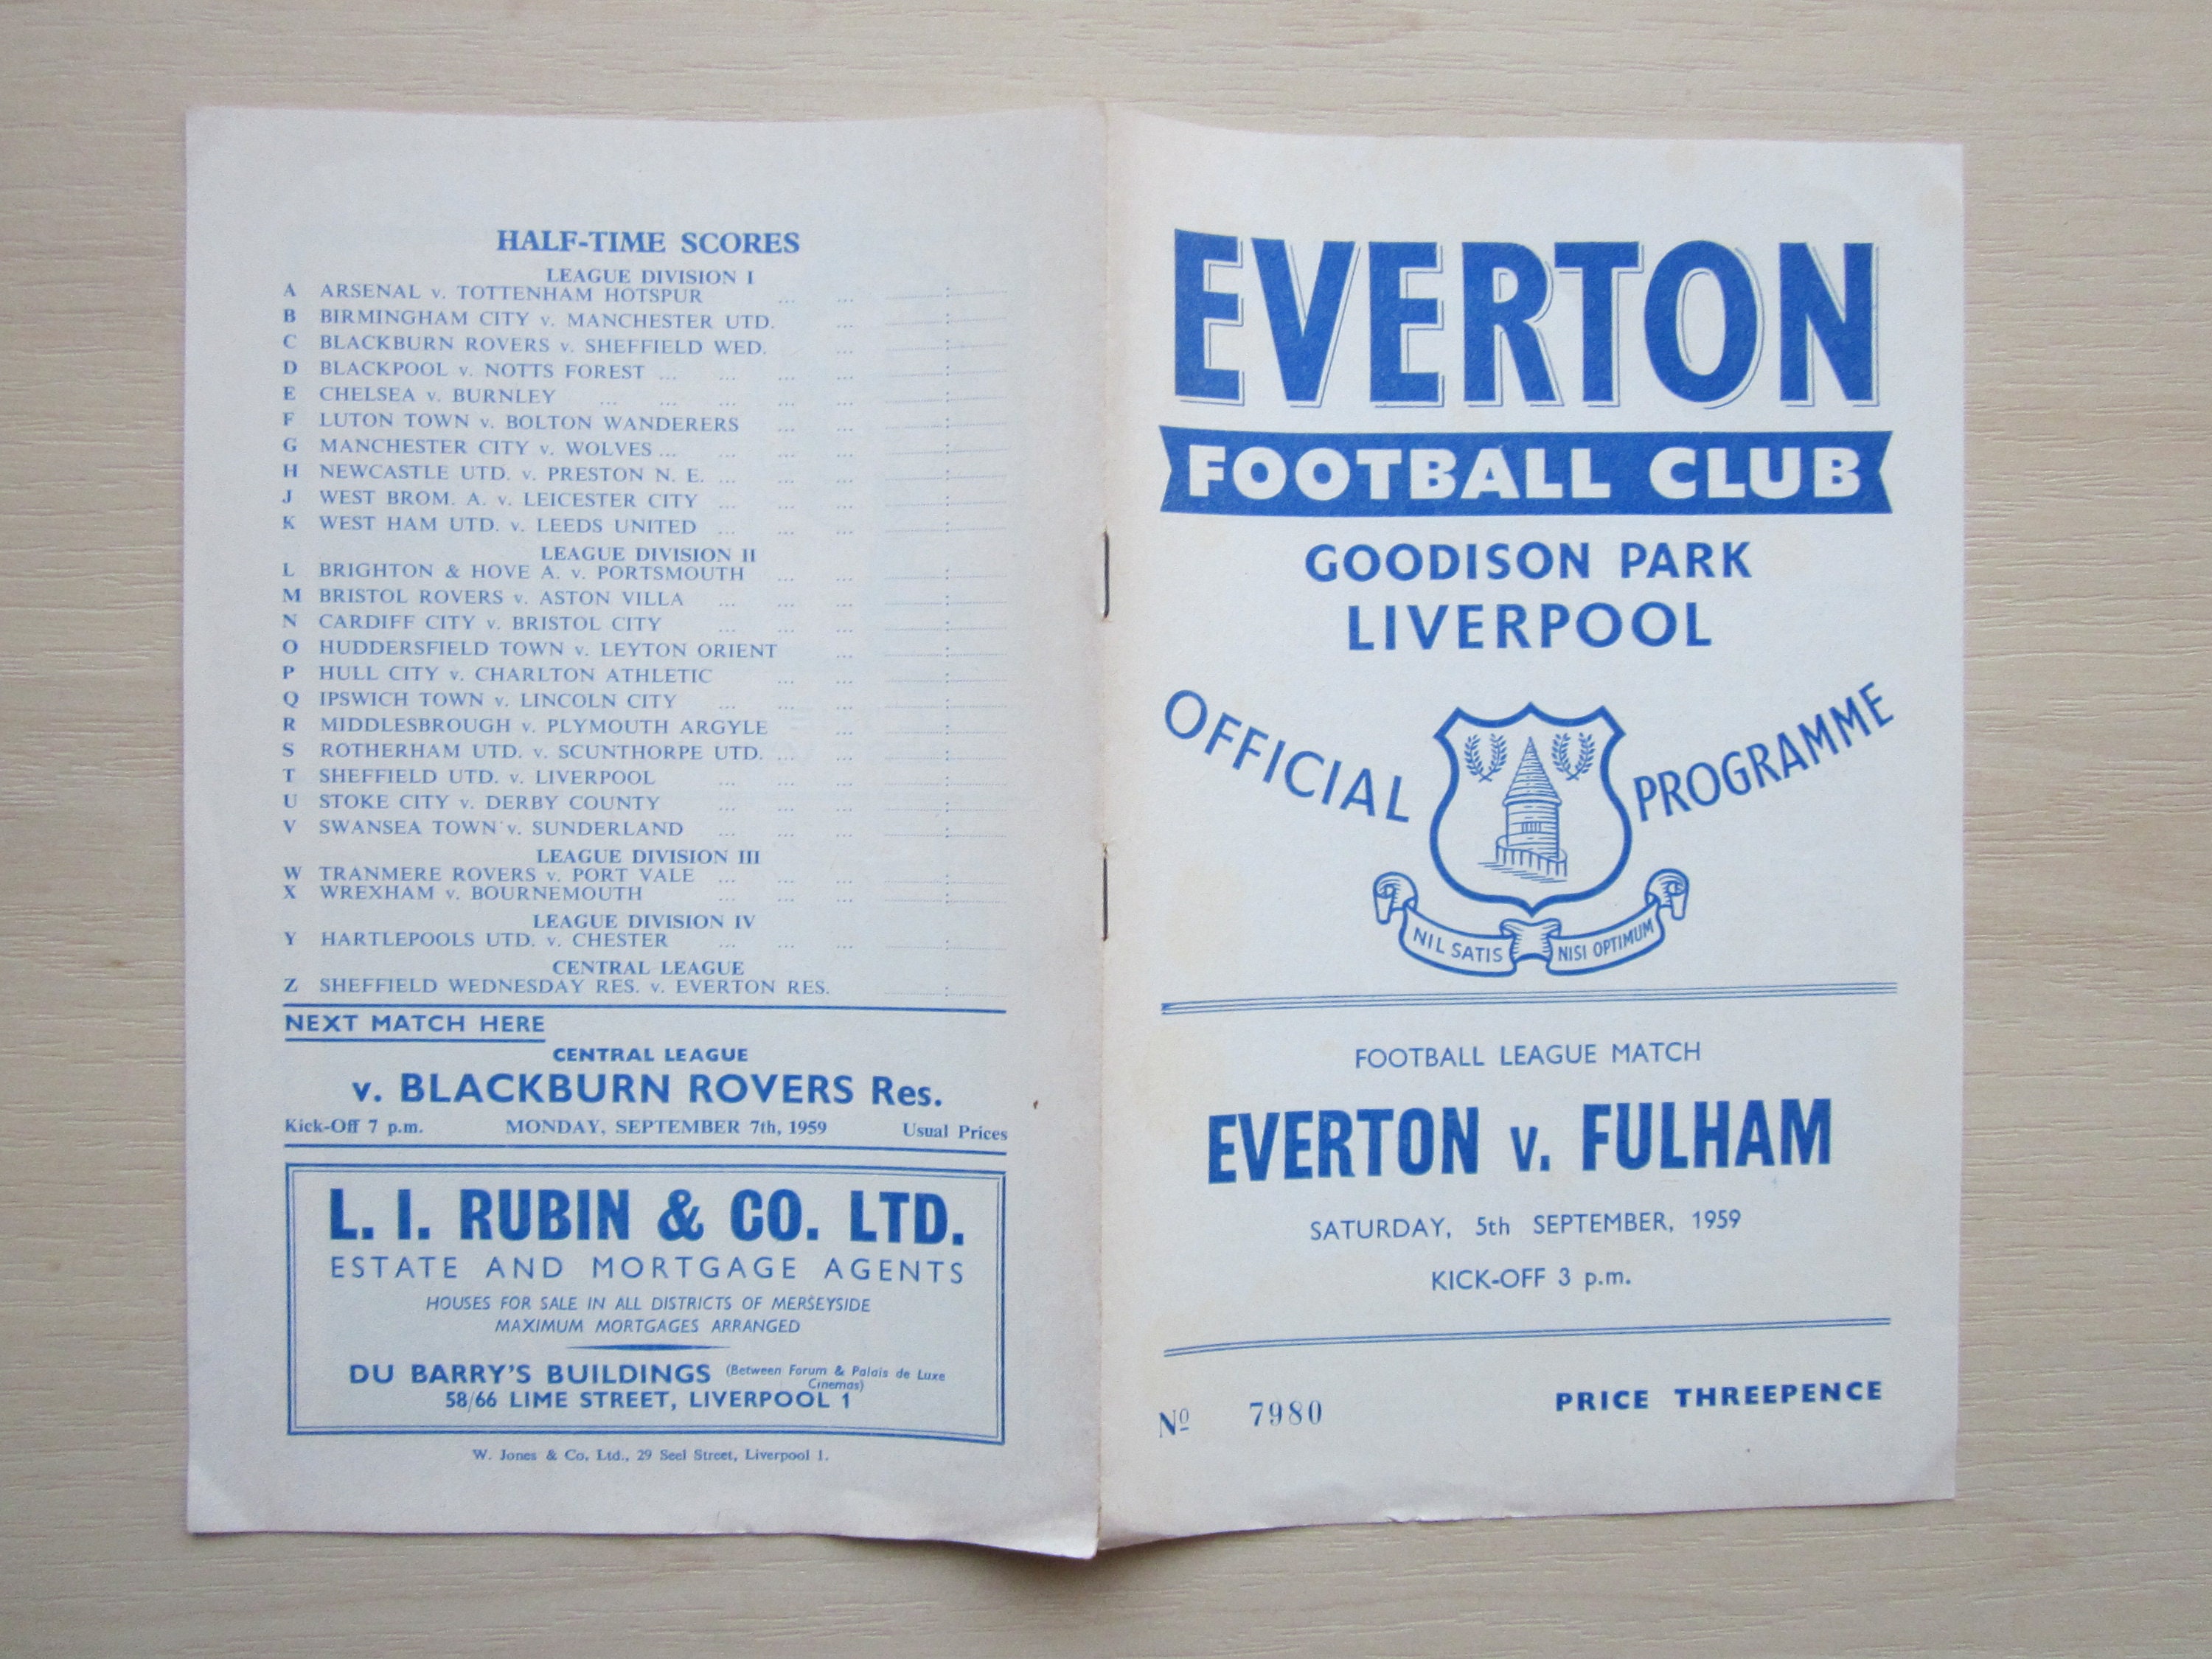 HALF-TIME SCORES
LEAGUE DIVISION I
A ARSENAL v. TOTTENHAM HOTSPUR ... ... :
B BIRMINGHAM CITY v. MANCHESTER UTD. ... :
C BLACKBURN ROVERS v. SHEFFIELD WED. ... :
D BLACKPOOL v. NOTTS FOREST ... ... ... ... :
E CHELSEA v. BURNLEY ... ... ... ... ... :
F LUTON TOWN v. BOLTON WANDERERS ... ... :
G MANCHESTER CITY v. WOLVES ... ... ... ... :
H NEWCASTLE UTD. v. PRESTON N. E. ... ... ... :
J WEST BROM. A. v. LEICESTER CITY ... ... ... :
K WEST HAM UTD. v. LEEDS UNITED ... ... ... :
LEAGUE DIVISION II
L BRIGHTON & HOVE A. v. PORTSMOUTH ... ... :
M BRISTOL ROVERS v. ASTON VILLA ... ... ... :
N CARDIFF CITY v. BRISTOL CITY ... ... ... :
O HUDDERSFIELD TOWN v. LEYTON ORIENT ... :
P HULL CITY v. CHARLTON ATHLETIC ... ... :
Q IPSWICH TOWN v. LINCOLN CITY ... ... ... :
R MIDDLESBROUGH v. PLYMOUTH ARGYLE ... :
S ROTHERHAM UTD. v. SCUNTHORPE UTD. ... ... :
T SHEFFIELD UTD. v. LIVERPOOL ... ... ... :
U STOKE CITY v. DERBY COUNTY ... ... ... :
V SWANSEA TOWN v. SUNDERLAND ... ... ... :
LEAGUE DIVISION III
W TRANMERE ROVERS v. PORT VALE ... ... ... :
X WREXHAM v. BOURNEMOUTH ... ... ... :
LEAGUE DIVISION IV
Y HARTLEPOOLS UTD. v. CHESTER ... ... ... :
CENTRAL LEAGUE
Z SHEFFIELD WEDNESDAY RES. v. EVERTON RES. :
NEXT MATCH HERE
CENTRAL LEAGUE
v. BLACKBURN ROVERS Res.
Kick-Off 7 p.m. MONDAY, SEPTEMBER 7th, 1959 Usual Prices
L. I. RUBIN & CO. LTD.
ESTATE AND MORTGAGE AGENTS
HOUSES FOR SALE IN ALL DISTRICTS OF MERSEYSIDE
MAXIMUM MORTGAGES ARRANGED
DU BARRY'S BUILDINGS (Between Forum & Palais de Luxe
Cinemas)
58/66 LIME STREET, LIVERPOOL 1
W. Jones & Co. Ltd., 29 Seel Street, Liverpool 1.
EVERTON
FOOTBALL CLUB
GOODISON PARK
LIVERPOOL
OFFICIAL PROGRAMME
NIL SATIS NISI OPTIMUM
FOOTBALL LEAGUE MATCH
EVERTON v. FULHAM
SATURDAY, 5th SEPTEMBER, 1959
KICK-OFF 3 p.m.
Nº 7980 PRICE THREEPENCE